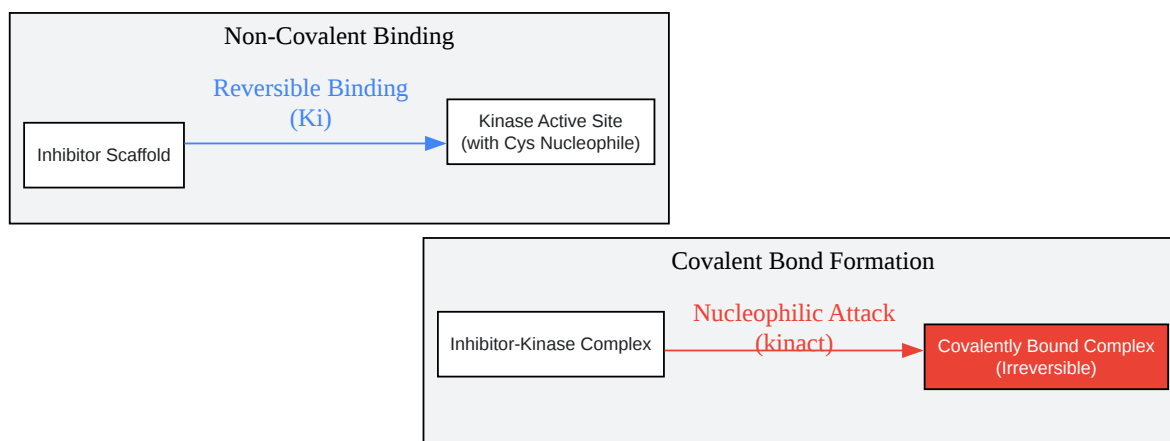 Non-Covalent Binding
Reversible Binding
(Ki)
Inhibitor Scaffold
Kinase Active Site
(with Cys Nucleophile)
Covalent Bond Formation
Nucleophilic Attack
(kinact)
Inhibitor-Kinase Complex
Covalently Bound Complex
(Irreversible)